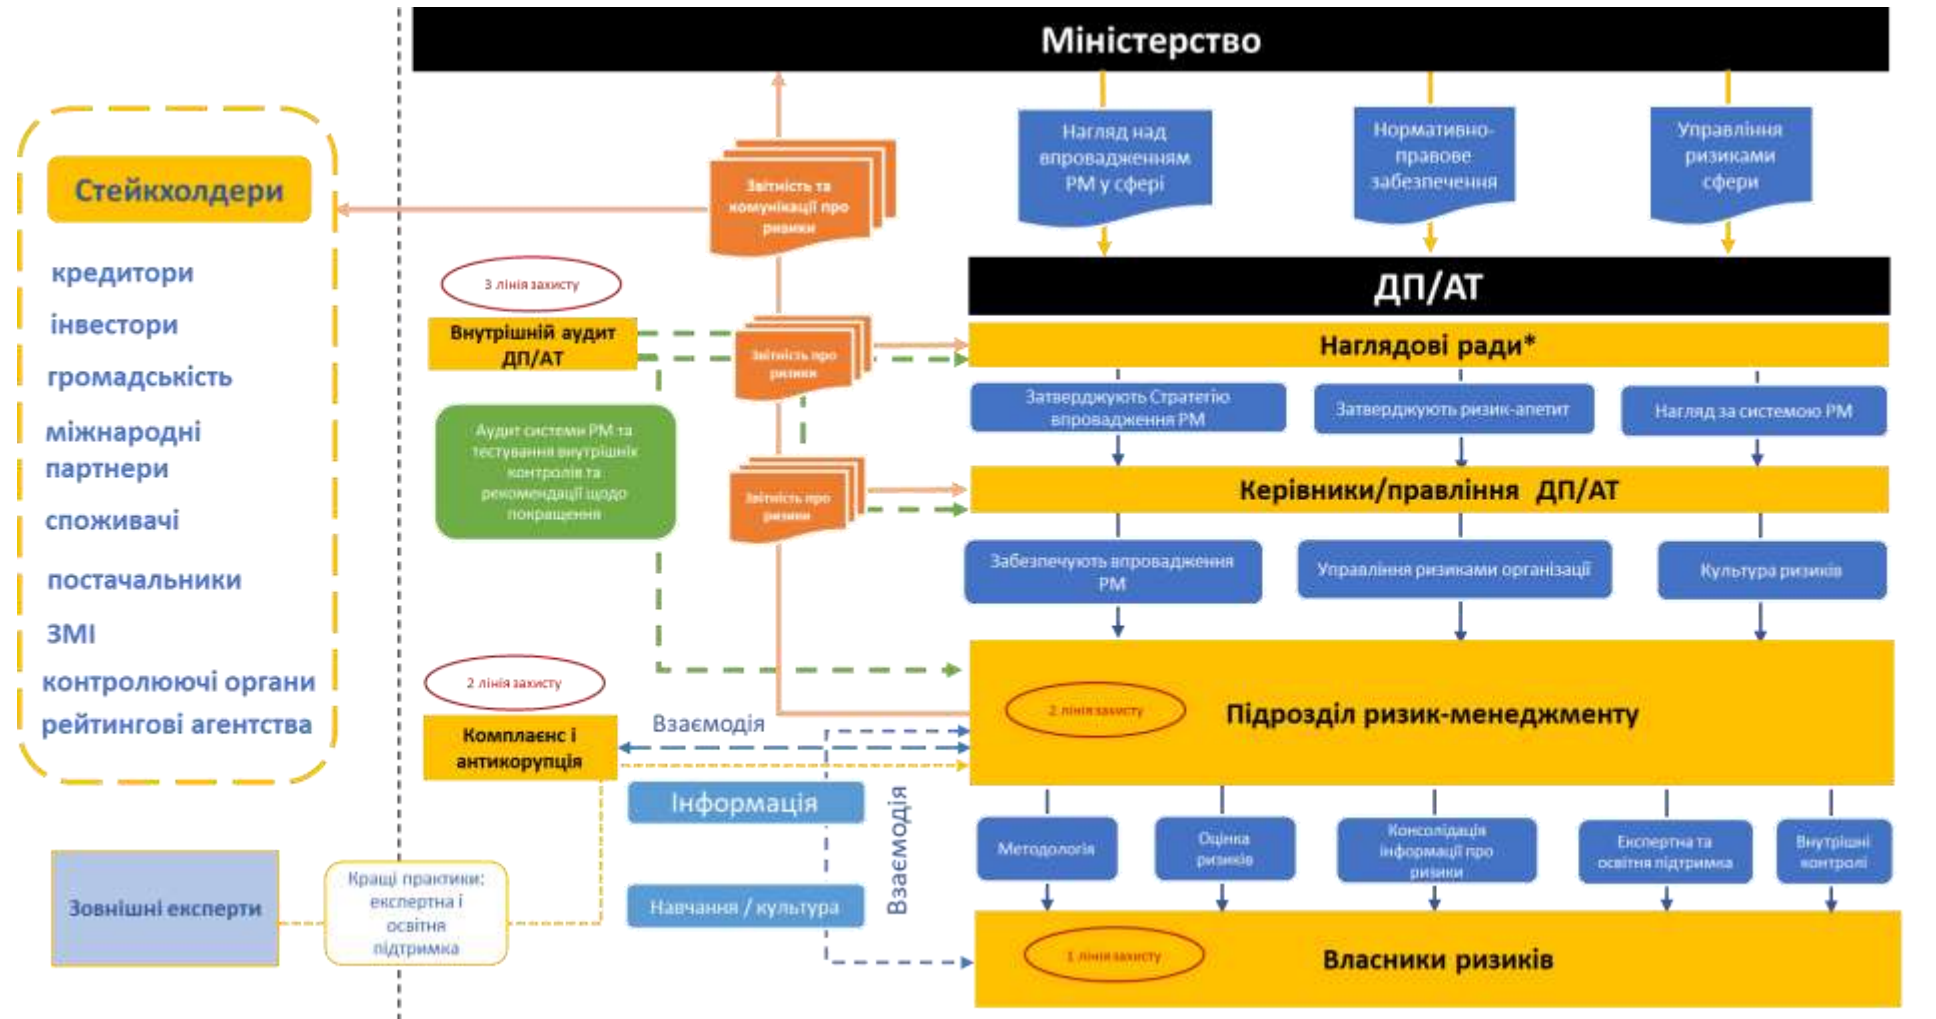 Міністерство
Нагляд над
впровадженням
РМ у сфері
Нормативно-
правове
забезпечення
Управління
ризиками
сфери
Стейкхолдери
кредитори
інвестори
громадськість
міжнародні
партнери
споживачі
постачальники
ЗМІ
контролюючі органи
рейтингові агентства
Звітність та
комунікації про
ризики
ДП/АТ
3 лінія захисту
Внутрішній аудит
ДП/АТ
Звітність про
ризики
Наглядові ради*
Затверджують Стратегію
впровадження РМ
Затверджують ризик-апетит
Нагляд за системою РМ
Аудит системи РМ та
тестування внутрішніх
контролів та
рекомендації щодо
покращення
Звітність про
ризики
Керівники/правління ДП/АТ
Забезпечують впровадження
РМ
Управління ризиками організації
Культура ризиків
2 лінія захисту
Комплаєнс і
антикорупція
Взаємодія
2 лінія захисту
Підрозділ ризик-менеджменту
Інформація
Взаємодія
Навчання / культура
Методологія
Оцінка
ризиків
Консолідація
інформації про
ризики
Експертна та
освітня підтримка
Внутрішні
контролі
Зовнішні експерти
Кращі практики:
експертна і
освітня
підтримка
1 лінія захисту
Власники ризиків